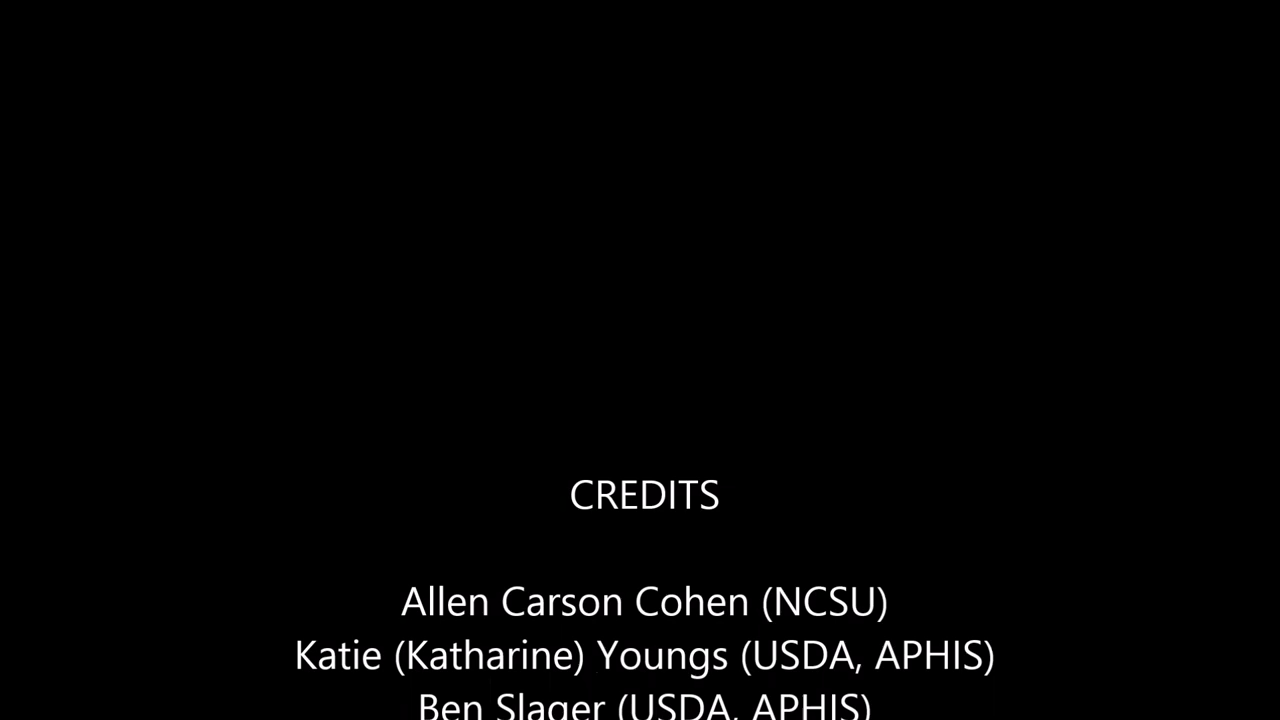 CREDITS
Allen Carson Cohen (NCSU)
Katie (Katharine) Youngs (USDA, APHIS)
Ben Slager (USDA, APHIS)